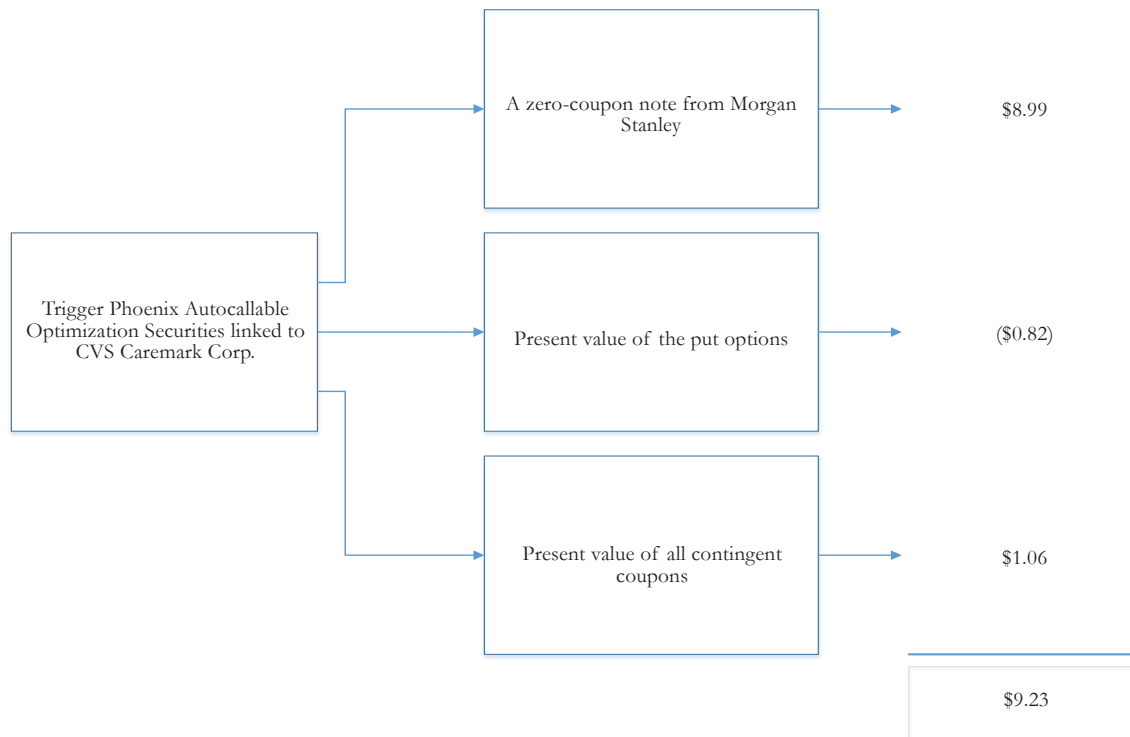 A zero-coupon note from Morgan
Stanley
$8.99
Trigger Phoenix Autocallable
Optimization Securities linked to
CVS Caremark Corp.
Present value of the put options
($0.82)
Present value of all contingent
coupons
$1.06
$9.23